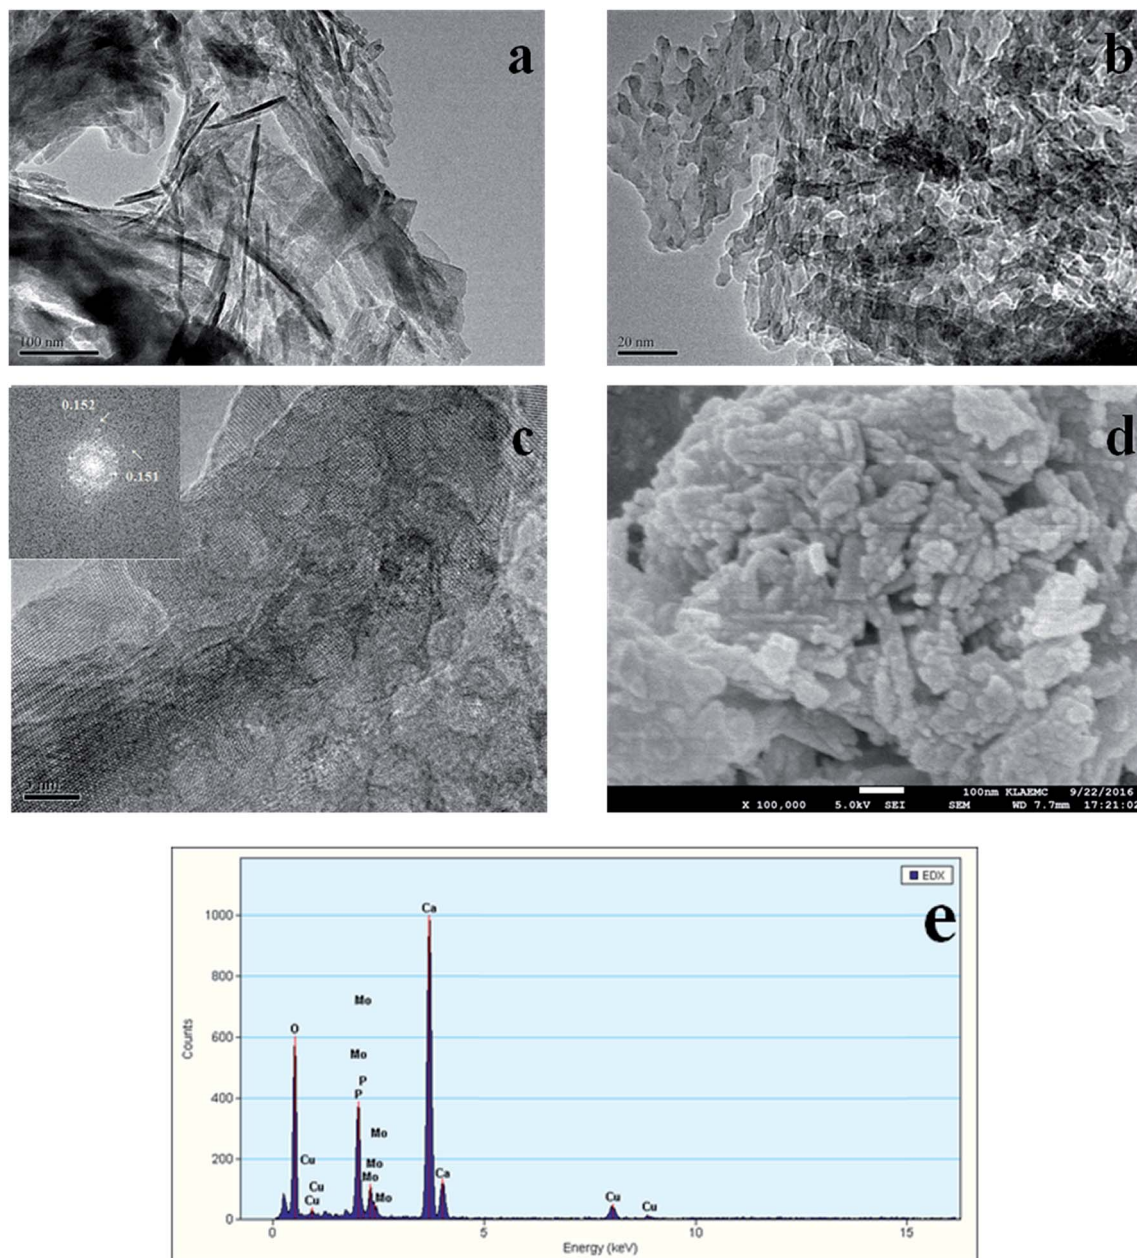 a
100 nm
b
20 nm
0.152
0.151
c
5 nm
d
100nm KLAEMC 9/22/2016
X 100,000 5.0kV SEI SEM WD 7.7mm 17:21:02
EDX
e
1000
800
600
400
200
0
Counts
O
Cu
Cu
Cu
Mo
Mo
P
P
Mo
Mo
Mo
Mo
Ca
Ca
Cu
Cu
0
5
10
15
Energy (keV)